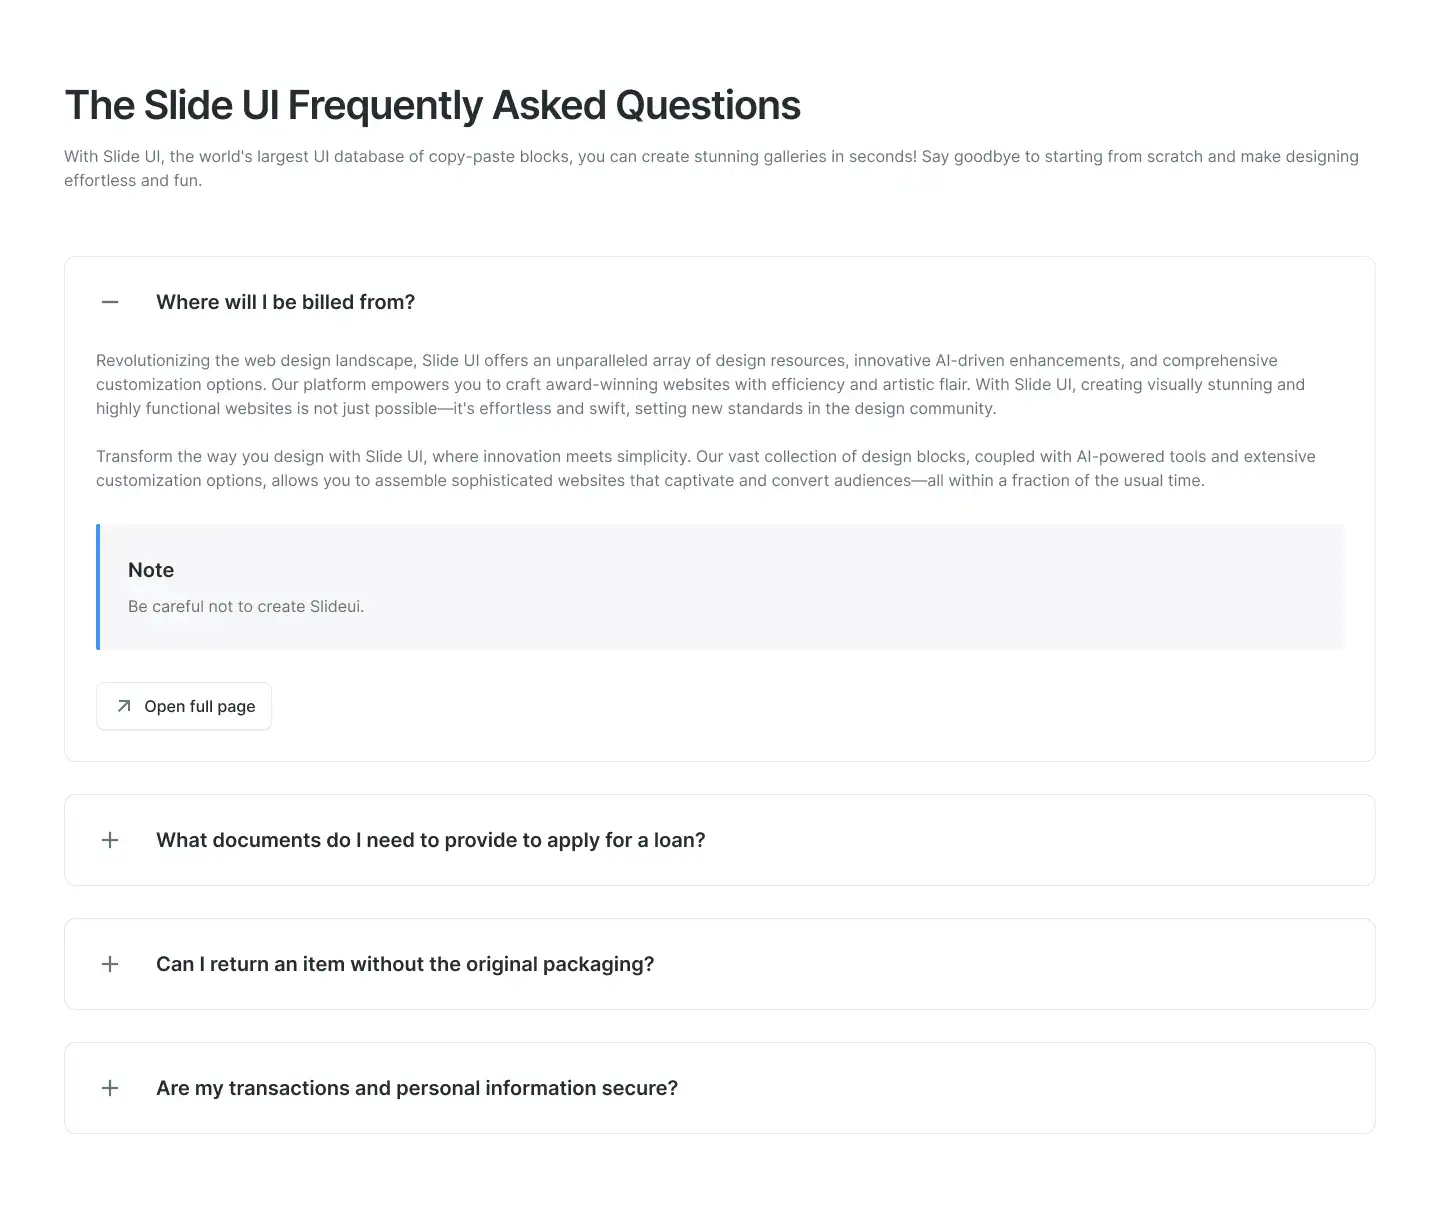 The Slide UI Frequently Asked Questions
With Slide UI, the world's largest UI database of copy-paste blocks, you can create stunning galleries in seconds! Say goodbye to starting from scratch and make designing
effortless and fun.
Where will I be billed from?
Revolutionizing the web design landscape, Slide UI offers an unparalleled array of design resources, innovative AI-driven enhancements, and comprehensive
customization options. Our platform empowers you to craft award-winning websites with efficiency and artistic flair. With Slide UI, creating visually stunning and
highly functional websites is not just possible—it's effortless and swift, setting new standards in the design community.
Transform the way you design with Slide UI, where innovation meets simplicity. Our vast collection of design blocks, coupled with AI-powered tools and extensive
customization options, allows you to assemble sophisticated websites that captivate and convert audiences—all within a fraction of the usual time.
Note
Be careful not to create Slideui.
Open full page
What documents do I need to provide to apply for a loan?
Can I return an item without the original packaging?
Are my transactions and personal information secure?